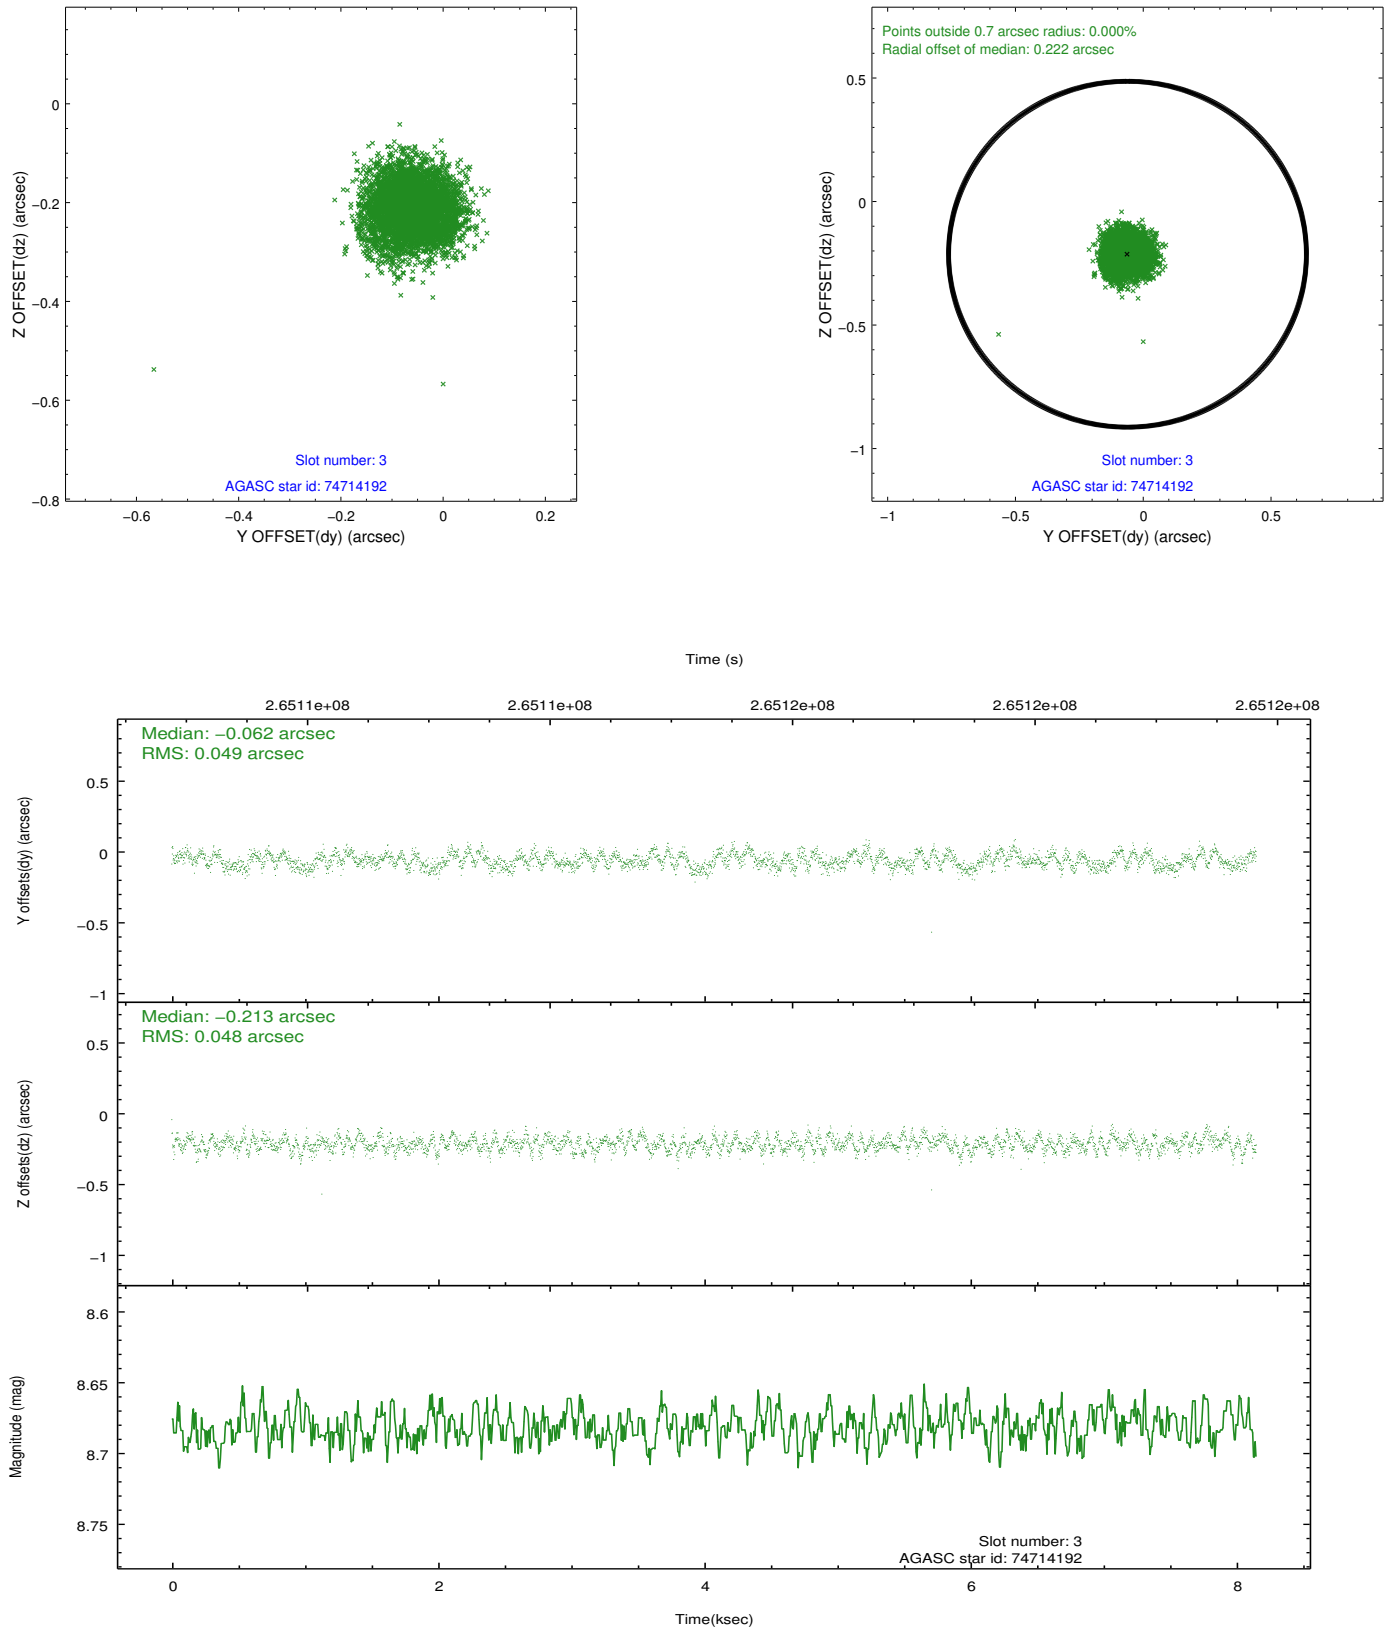 0
−0.2
−0.4
−0.6
−0.8
Z OFFSET(dz) (arcsec)
Slot number: 3
AGASC star id: 74714192
−0.6 −0.4 −0.2 0 0.2
Y OFFSET(dy) (arcsec)
Points outside 0.7 arcsec radius: 0.000%
Radial offset of median: 0.222 arcsec
0.5
0
−0.5
−1
Z OFFSET(dz) (arcsec)
Slot number: 3
AGASC star id: 74714192
−1 −0.5 0 0.5
Y OFFSET(dy) (arcsec)
Time (s)
2.6511e+08 2.6511e+08 2.6512e+08 2.6512e+08 2.6512e+08
Median: −0.062 arcsec
RMS: 0.049 arcsec
0.5
0
−0.5
−1
Y offsets(dy) (arcsec)
Median: −0.213 arcsec
RMS: 0.048 arcsec
0.5
0
−0.5
−1
Z offsets(dz) (arcsec)
8.6
8.65
8.7
8.75
Magnitude (mag)
Slot number: 3
AGASC star id: 74714192
0 2 4 6 8
Time(ksec)